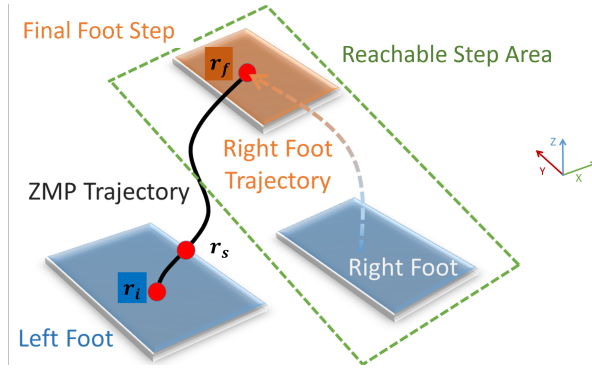 Final Foot Step
r_f
Reachable Step Area
Right Foot
Trajectory
Z
Y
X
ZMP Trajectory
r_s
Right Foot
r_i
Left Foot